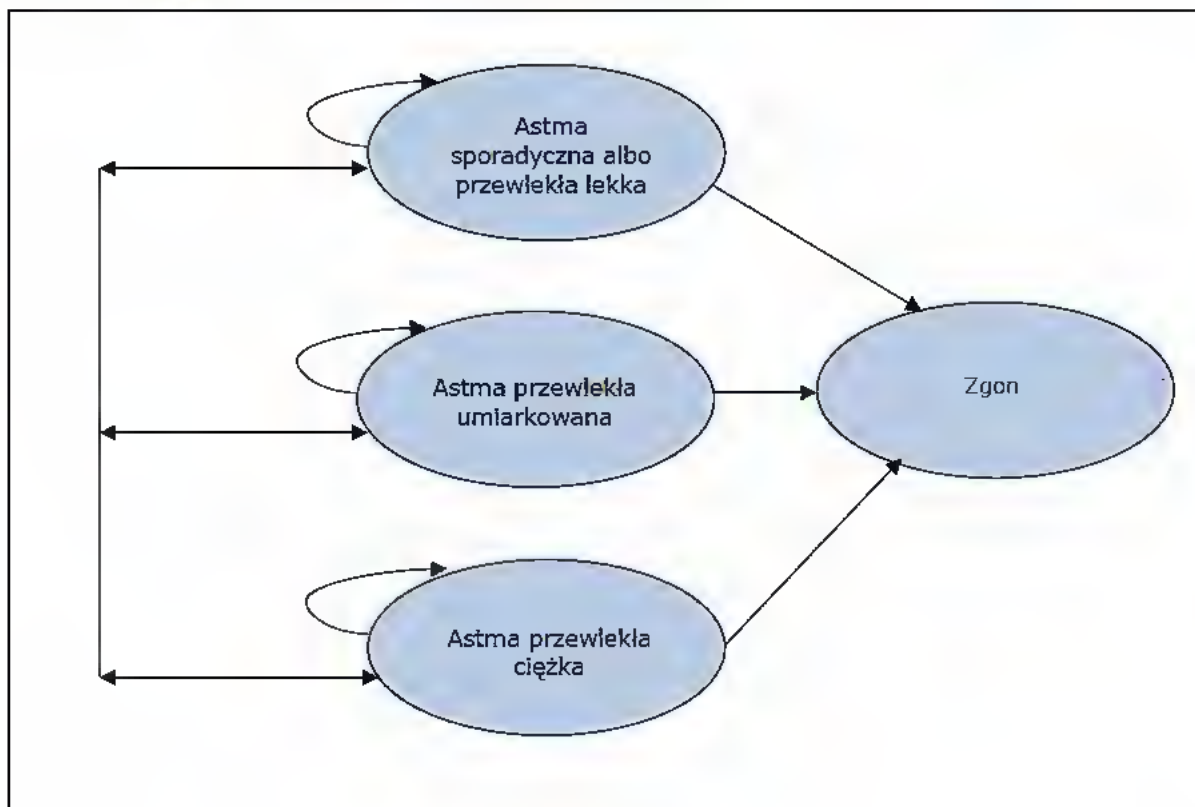 Astma
sporadyczna albo
przewlekła lekka
Astma przewlekła
umiarkowana
Zgon
Astma przewlekła
ciężka